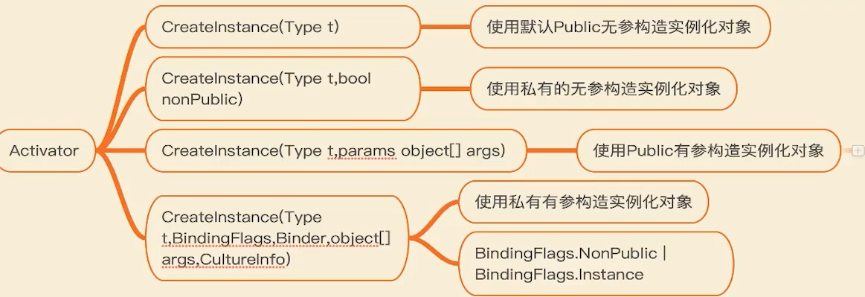 CreateInstance(Type t)
使用默认Public无参构造实例化对象
CreateInstance(Type t,bool
nonPublic)
使用私有的无参构造实例化对象
Activator
CreateInstance(Type t,params object[] args)
使用Public有参构造实例化对象
CreateInstance(Type
t,BindingFlags,Binder,object[]
args,CultureInfo)
使用私有有参构造实例化对象
BindingFlags.NonPublic |
BindingFlags.Instance